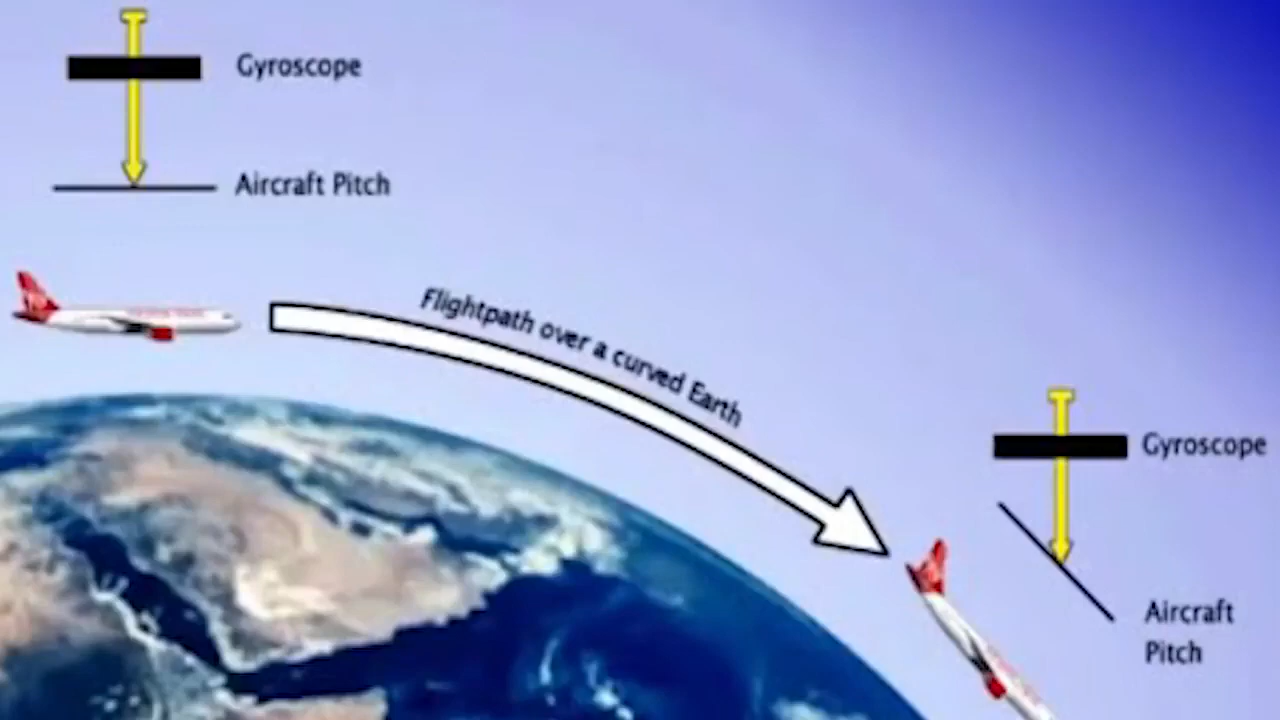 Gyroscope
Aircraft Pitch
Flightpath over a curved Earth
Gyroscope
Aircraft
Pitch